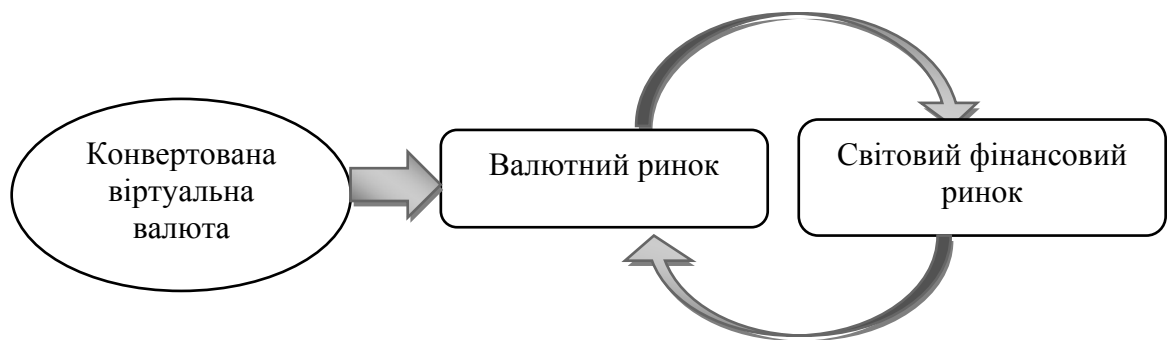 Конвертована
віртуальна
валюта
Валютний ринок
Світовий фінансовий
ринок